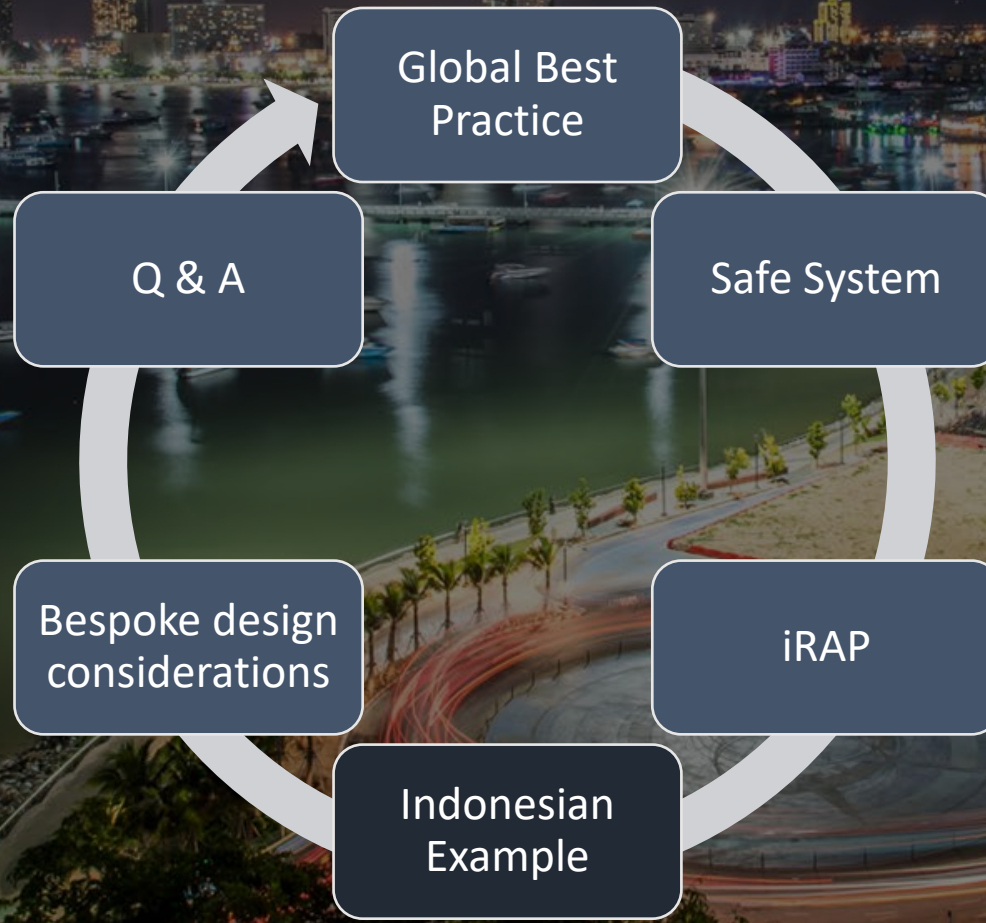 Global Best
Practice
Safe System
iRAP
Indonesian
Example
Bespoke design
considerations
Q & A